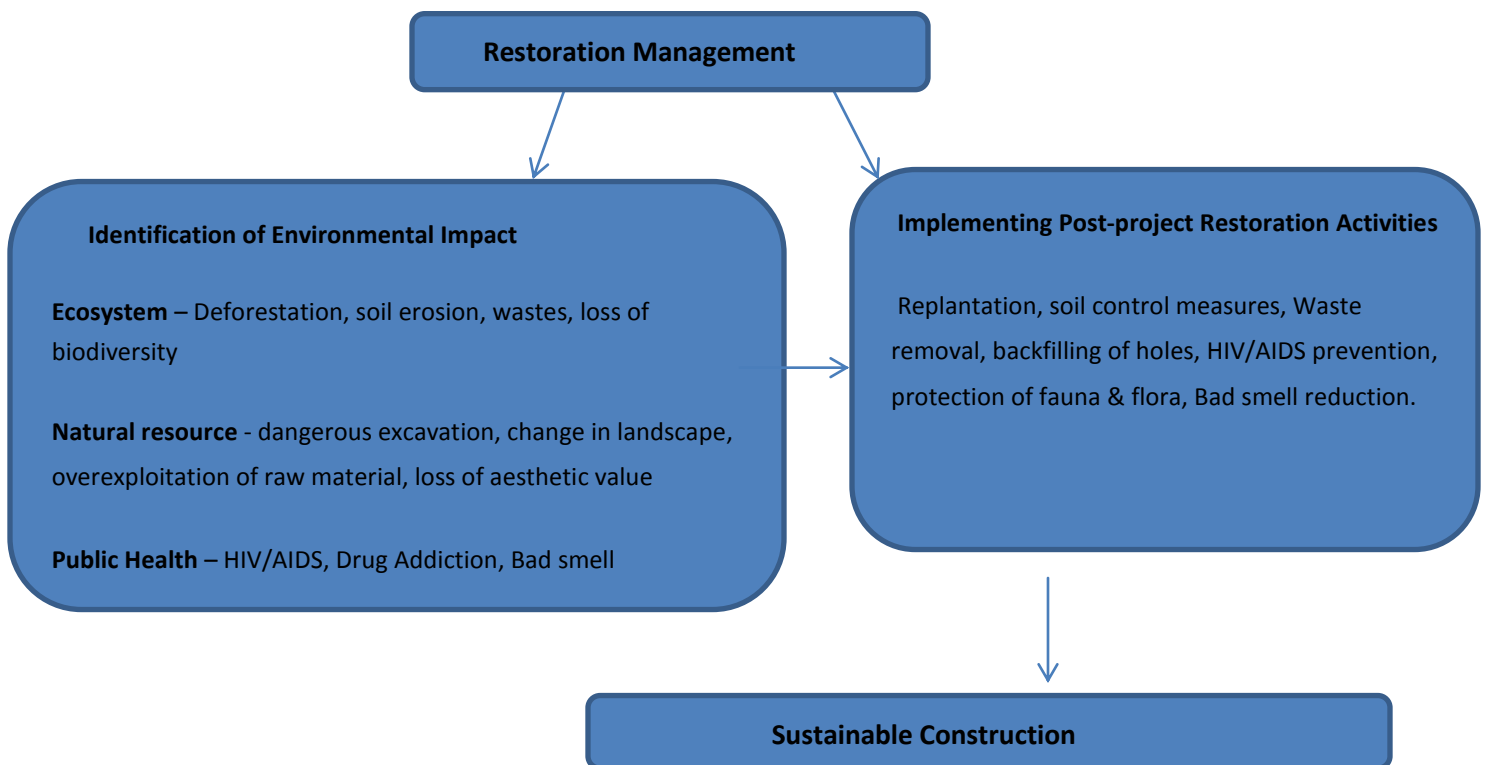 Restoration Management
Identification of Environmental Impact
Ecosystem – Deforestation, soil erosion, wastes, loss of
biodiversity
Natural resource - dangerous excavation, change in landscape,
overexploitation of raw material, loss of aesthetic value
Public Health – HIV/AIDS, Drug Addiction, Bad smell
Implementing Post-project Restoration Activities
Replantation, soil control measures, Waste
removal, backfilling of holes, HIV/AIDS prevention,
protection of fauna & flora, Bad smell reduction.
Sustainable Construction